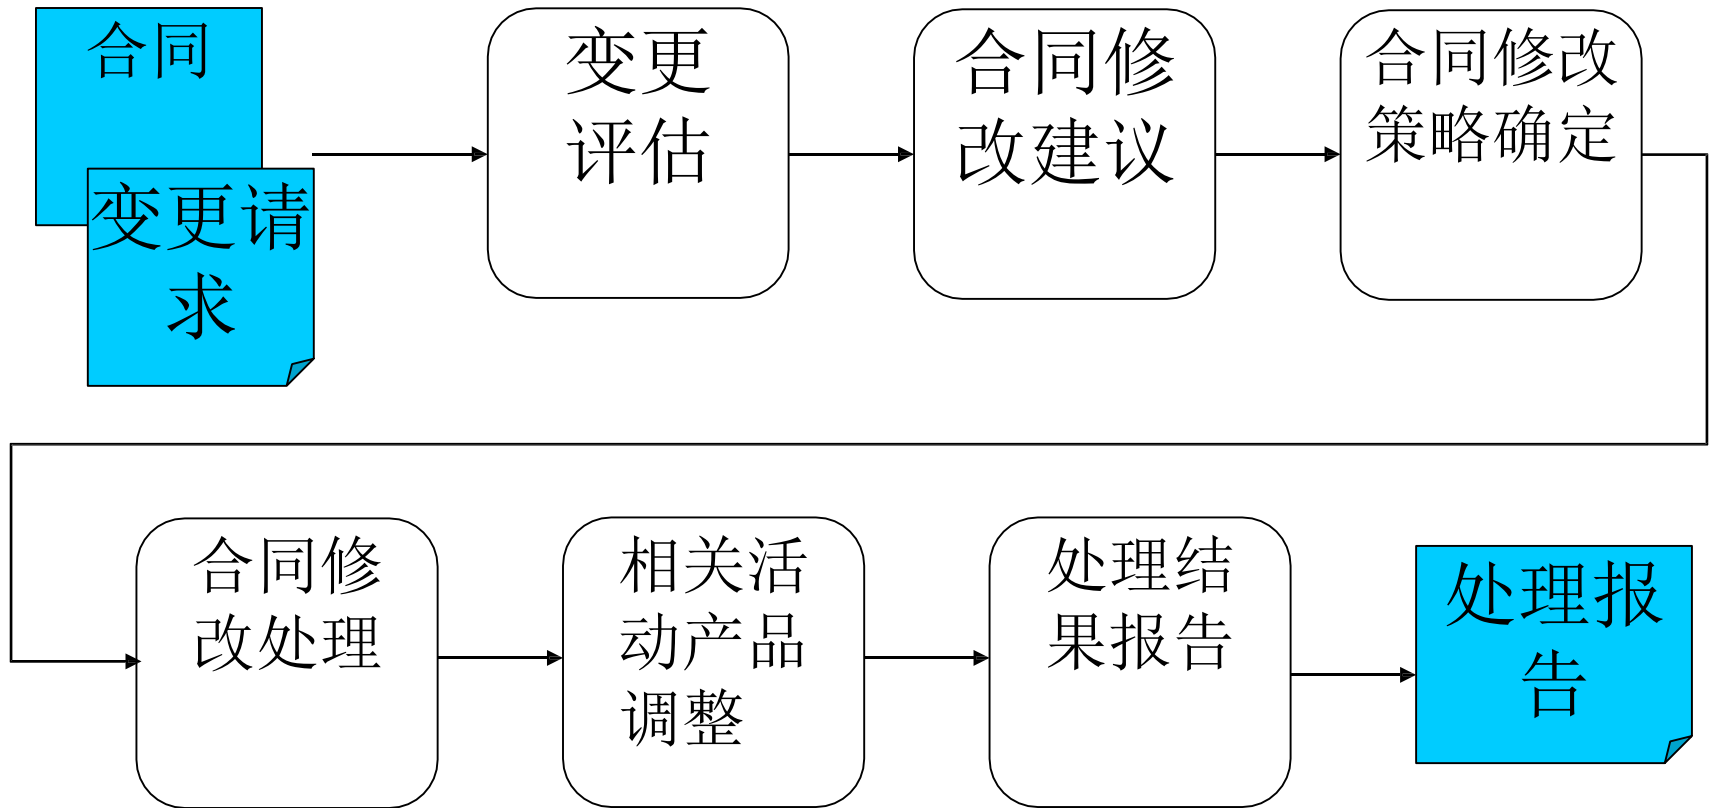 合同
变更请
求
变更
评估
合同修
改建议
合同修改
策略确定
合同修
改处理
相关活
动产品
调整
处理结
果报告
处理报
告